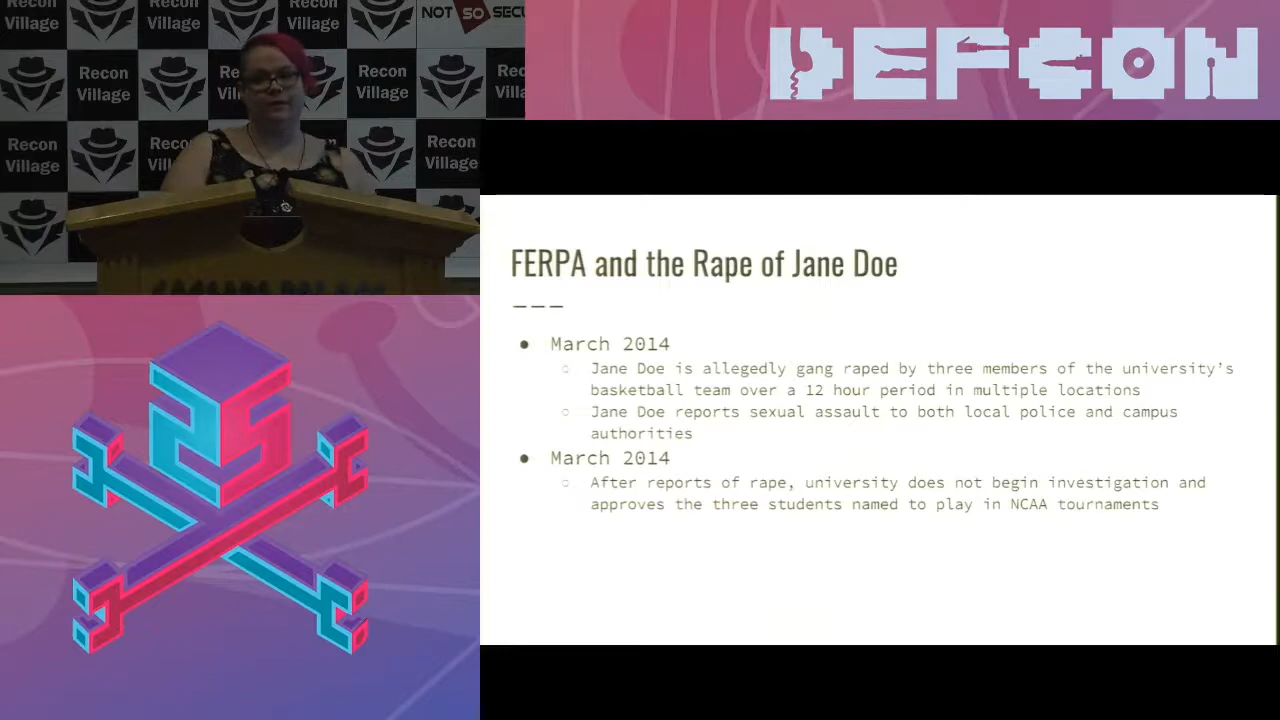 Recon
Village
Recon
Village
Recon
Village
NOT SO SECU
Recon
Village
Recon
Village
Recon
Village
Recon
Village
Recon
Village
DEFCON
FERPA and the Rape of Jane Doe
---
● March 2014
○ Jane Doe is allegedly gang raped by three members of the university's
basketball team over a 12 hour period in multiple locations
○ Jane Doe reports sexual assault to both local police and campus
authorities
● March 2014
○ After reports of rape, university does not begin investigation and
approves the three students named to play in NCAA tournaments